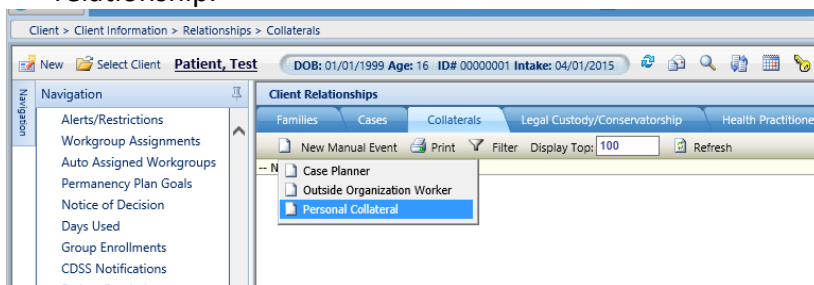 relationship.
Client > Client Information > Relationships > Collaterals
New Select Client Patient, Test DOB: 01/01/1999 Age: 16 ID# 00000001 Intake: 04/01/2015
Navigation
Navigation
Alerts/Restrictions
Workgroup Assignments
Auto Assigned Workgroups
Permanency Plan Goals
Notice of Decision
Days Used
Group Enrollments
CDSS Notifications
Client Relationships
Families Cases Collaterals Legal Custody/Conservatorship Health Practitione
New Manual Event Print Filter Display Top: 100 Refresh
-- N
Case Planner
Outside Organization Worker
Personal Collateral